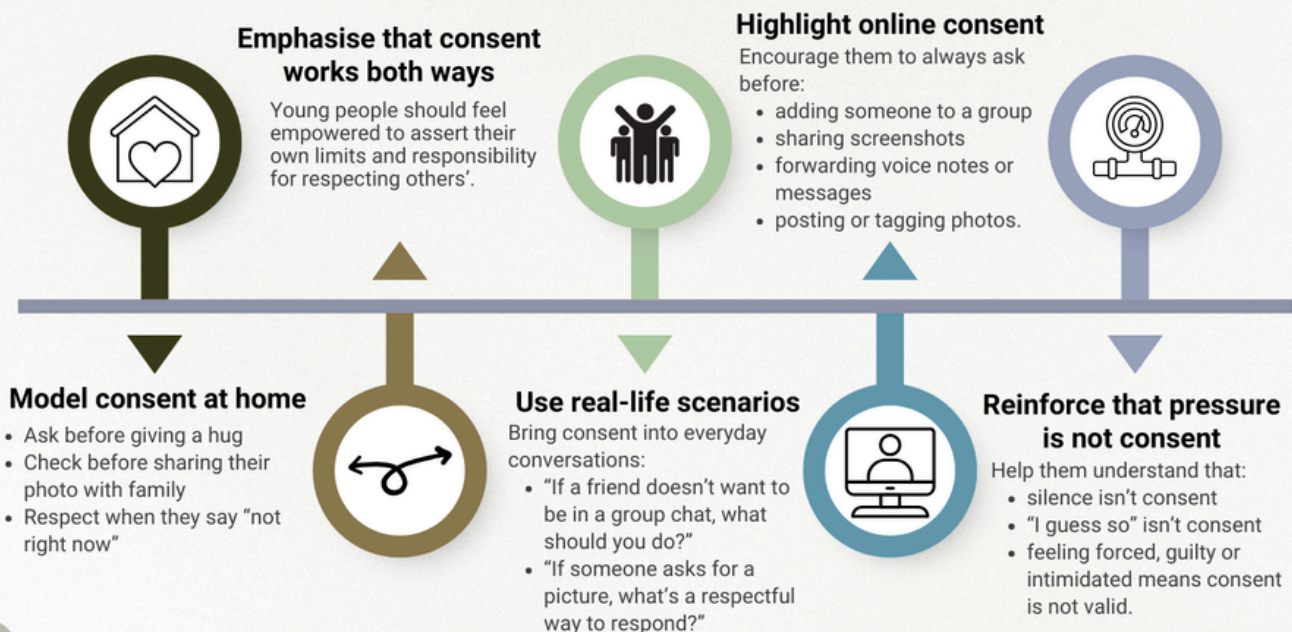 Model consent at home
• Ask before giving a hug
• Check before sharing their
photo with family
• Respect when they say “not
right now”
Emphasise that consent
works both ways
Young people should feel
empowered to assert their
own limits and responsibility
for respecting others’.
Use real-life scenarios
Bring consent into everyday
conversations:
• “If a friend doesn’t want to
be in a group chat, what
should you do?”
• “If someone asks for a
picture, what’s a respectful
way to respond?”
Highlight online consent
Encourage them to always ask
before:
• adding someone to a group
• sharing screenshots
• forwarding voice notes or
messages
• posting or tagging photos.
Reinforce that pressure
is not consent
Help them understand that:
• silence isn’t consent
• “I guess so” isn’t consent
• feeling forced, guilty or
intimidated means consent
is not valid.